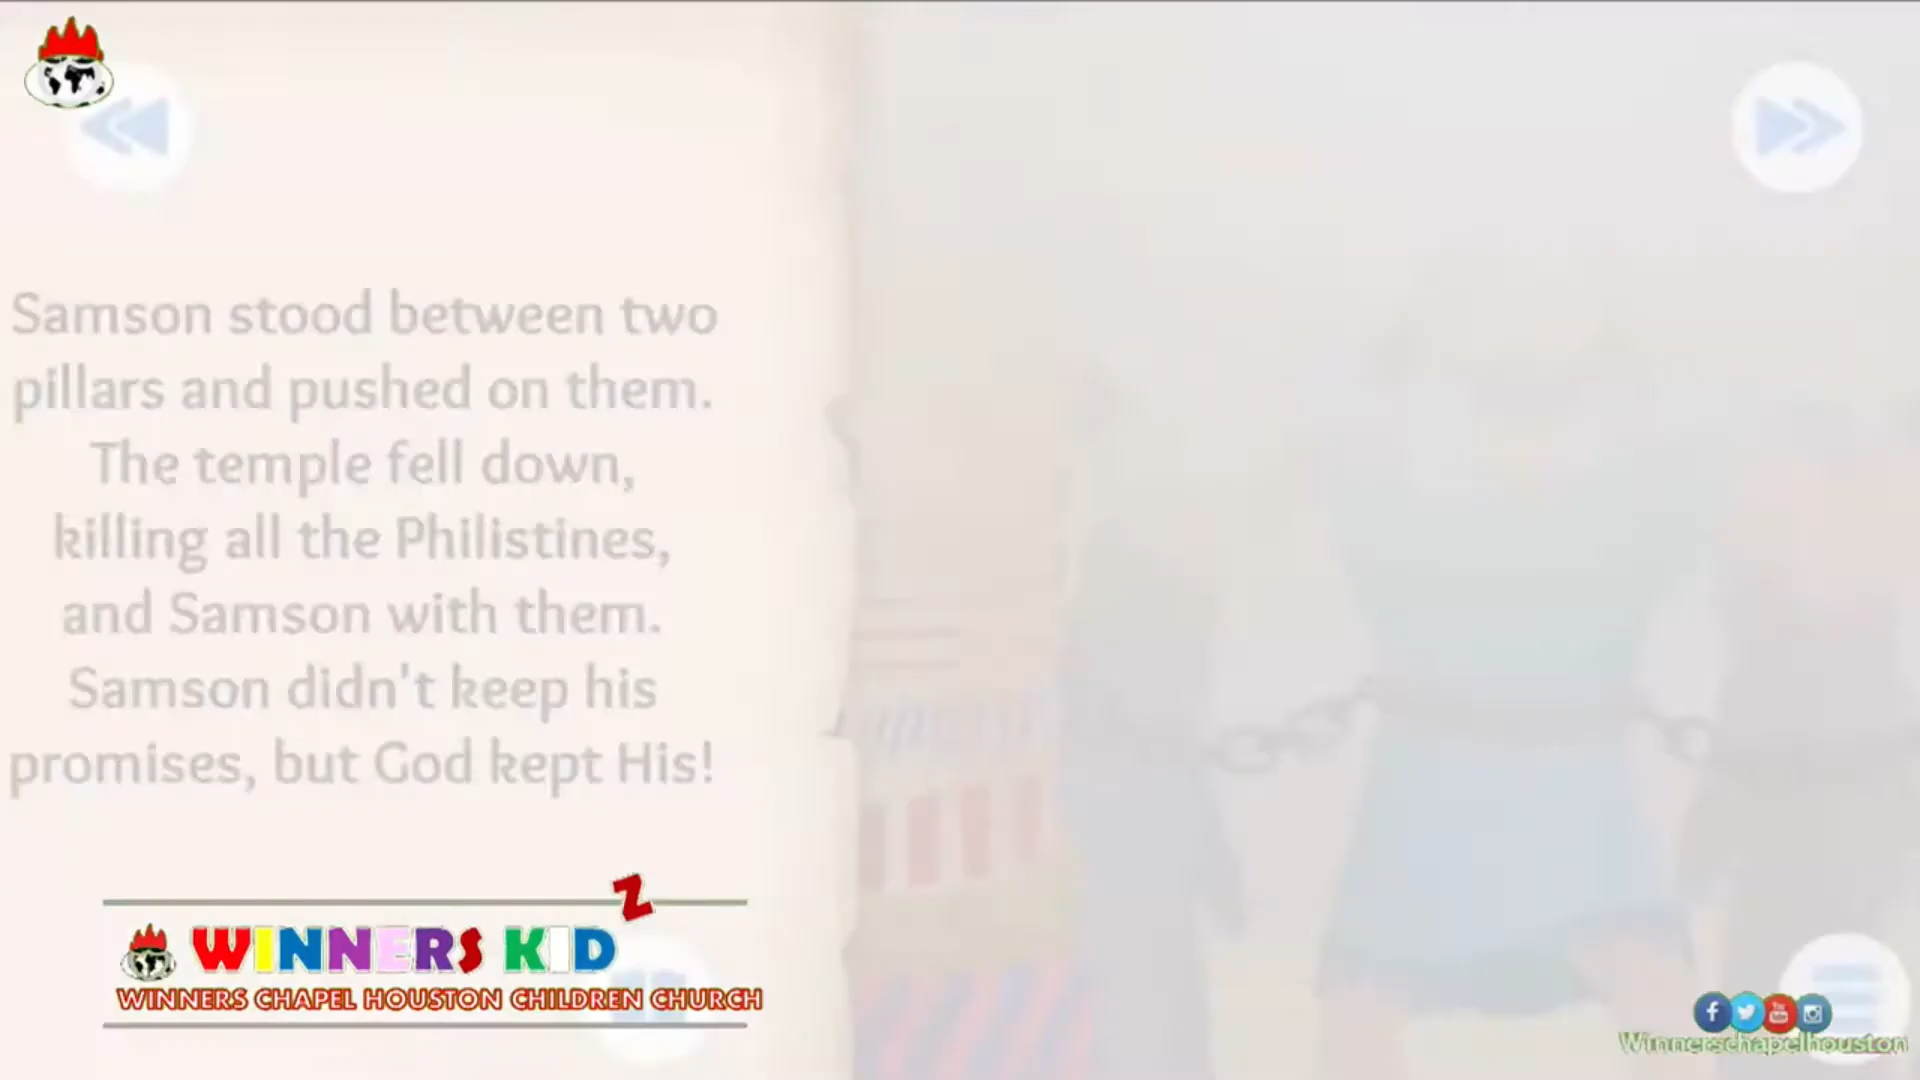 Samson stood between two
pillars and pushed on them.
The temple fell down,
killing all the Philistines,
and Samson with them.
Samson didn't keep his
promises, but God kept His!
WINNERS KIDZ
WINNERS CHAPEL HOUSTON CHILDREN CHURCH
Winnerschapelhouston